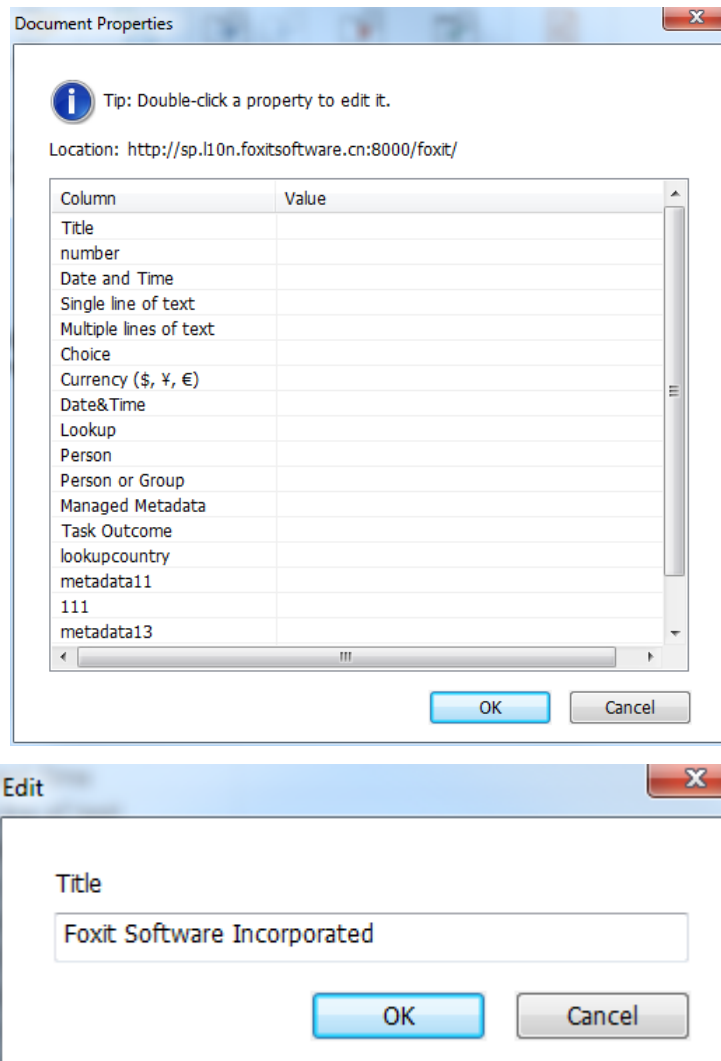 Document Properties
Tip: Double-click a property to edit it.
Location: http://sp.l10n.foxitsoftware.cn:8000/foxit/
Column Value
Title
number
Date and Time
Single line of text
Multiple lines of text
Choice
Currency ($, ¥, €)
Date&Time
Lookup
Person
Person or Group
Managed Metadata
Task Outcome
lookupcountry
metadata11
111
metadata13
OK Cancel
Edit
Title
Foxit Software Incorporated
OK Cancel